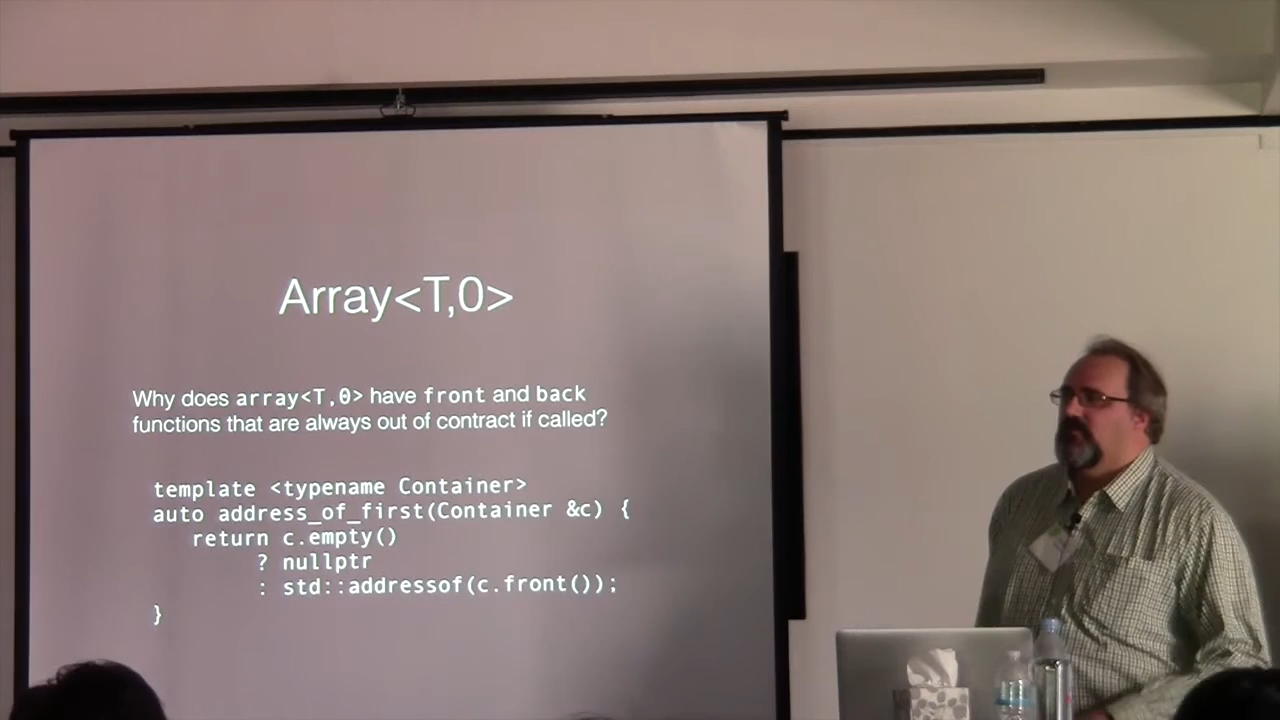 Array<T,0>
Why does array<T,0> have front and back
functions that are always out of contract if called?
template <typename Container>
auto address_of_first(Container &c) {
return c.empty()
? nullptr
: std::addressof(c.front());
}